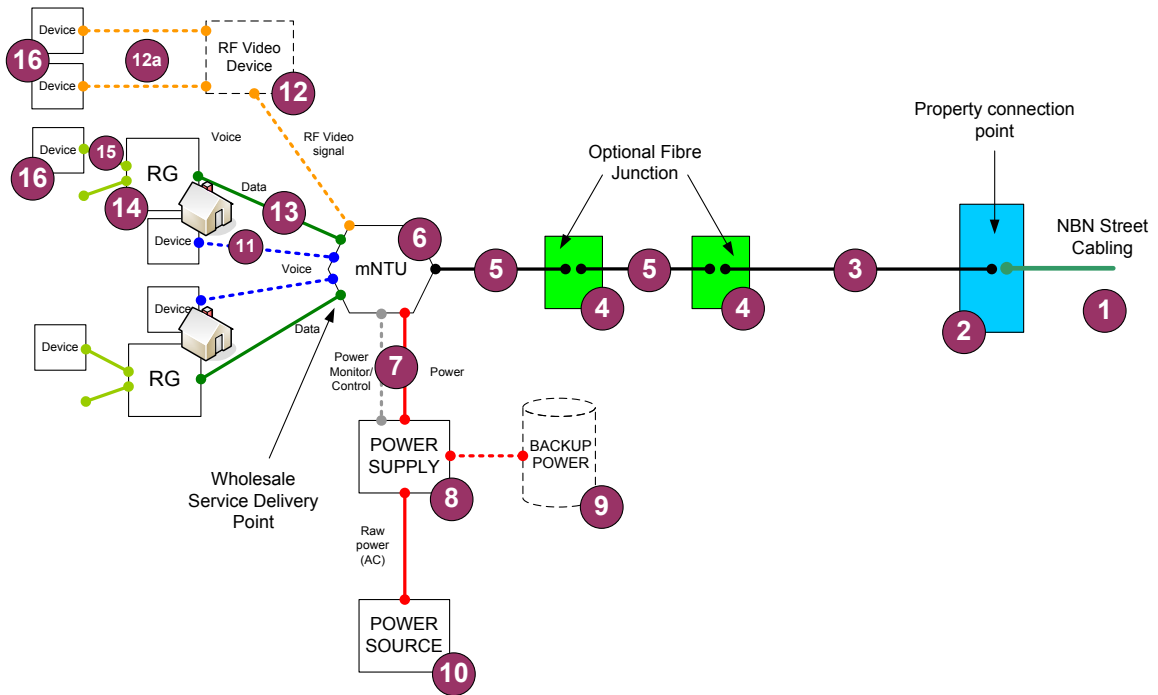 Device
16
Device
12a
RF Video
Device
12
Property connection
point
Device
16
15
Voice
RF Video
signal
Optional Fibre
Junction
RG
14
Data
13
Device
11
6
mNTU
5
5
3
NBN Street
Cabling
4
4
2
1
Voice
Device
Data
Device
RG
Power
Monitor/
Control
7
Power
POWER
SUPPLY
8
BACKUP
POWER
9
Wholesale
Service Delivery
Point
Raw
power
(AC)
POWER
SOURCE
10